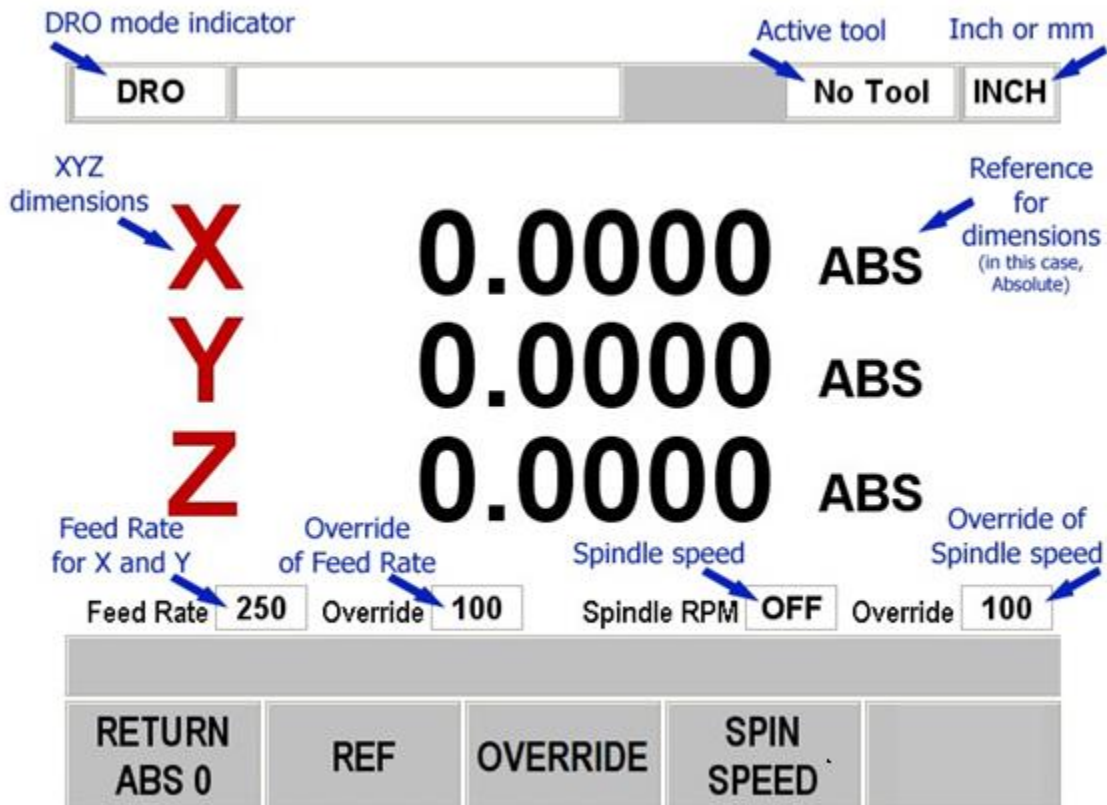 DRO mode indicator
Active tool
Inch or mm
DRO
No Tool
INCH
XYZ
dimensions
Reference
for
dimensions
(in this case,
Absolute)
X
0.0000
ABS
Y
0.0000
ABS
Z
0.0000
ABS
Feed Rate
for X and Y
Override
of Feed Rate
Spindle speed
Override of
Spindle speed
Feed Rate 250 Override 100 Spindle RPM OFF Override 100
RETURN
ABS 0
REF
OVERRIDE
SPIN
SPEED